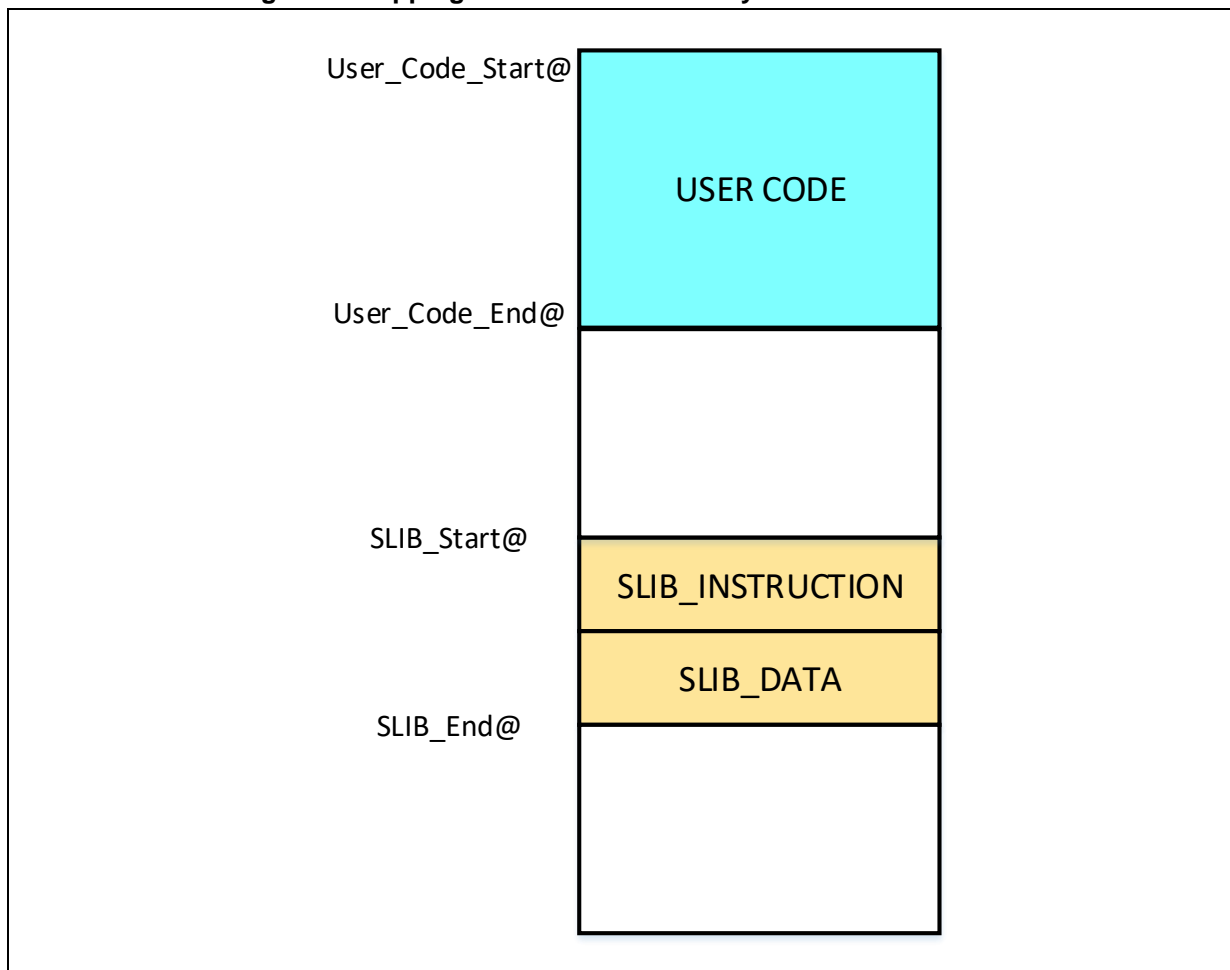 User_Code_Start@
USER CODE
User_Code_End@
SLIB_Start@
SLIB_INSTRUCTION
SLIB_DATA
SLIB_End@